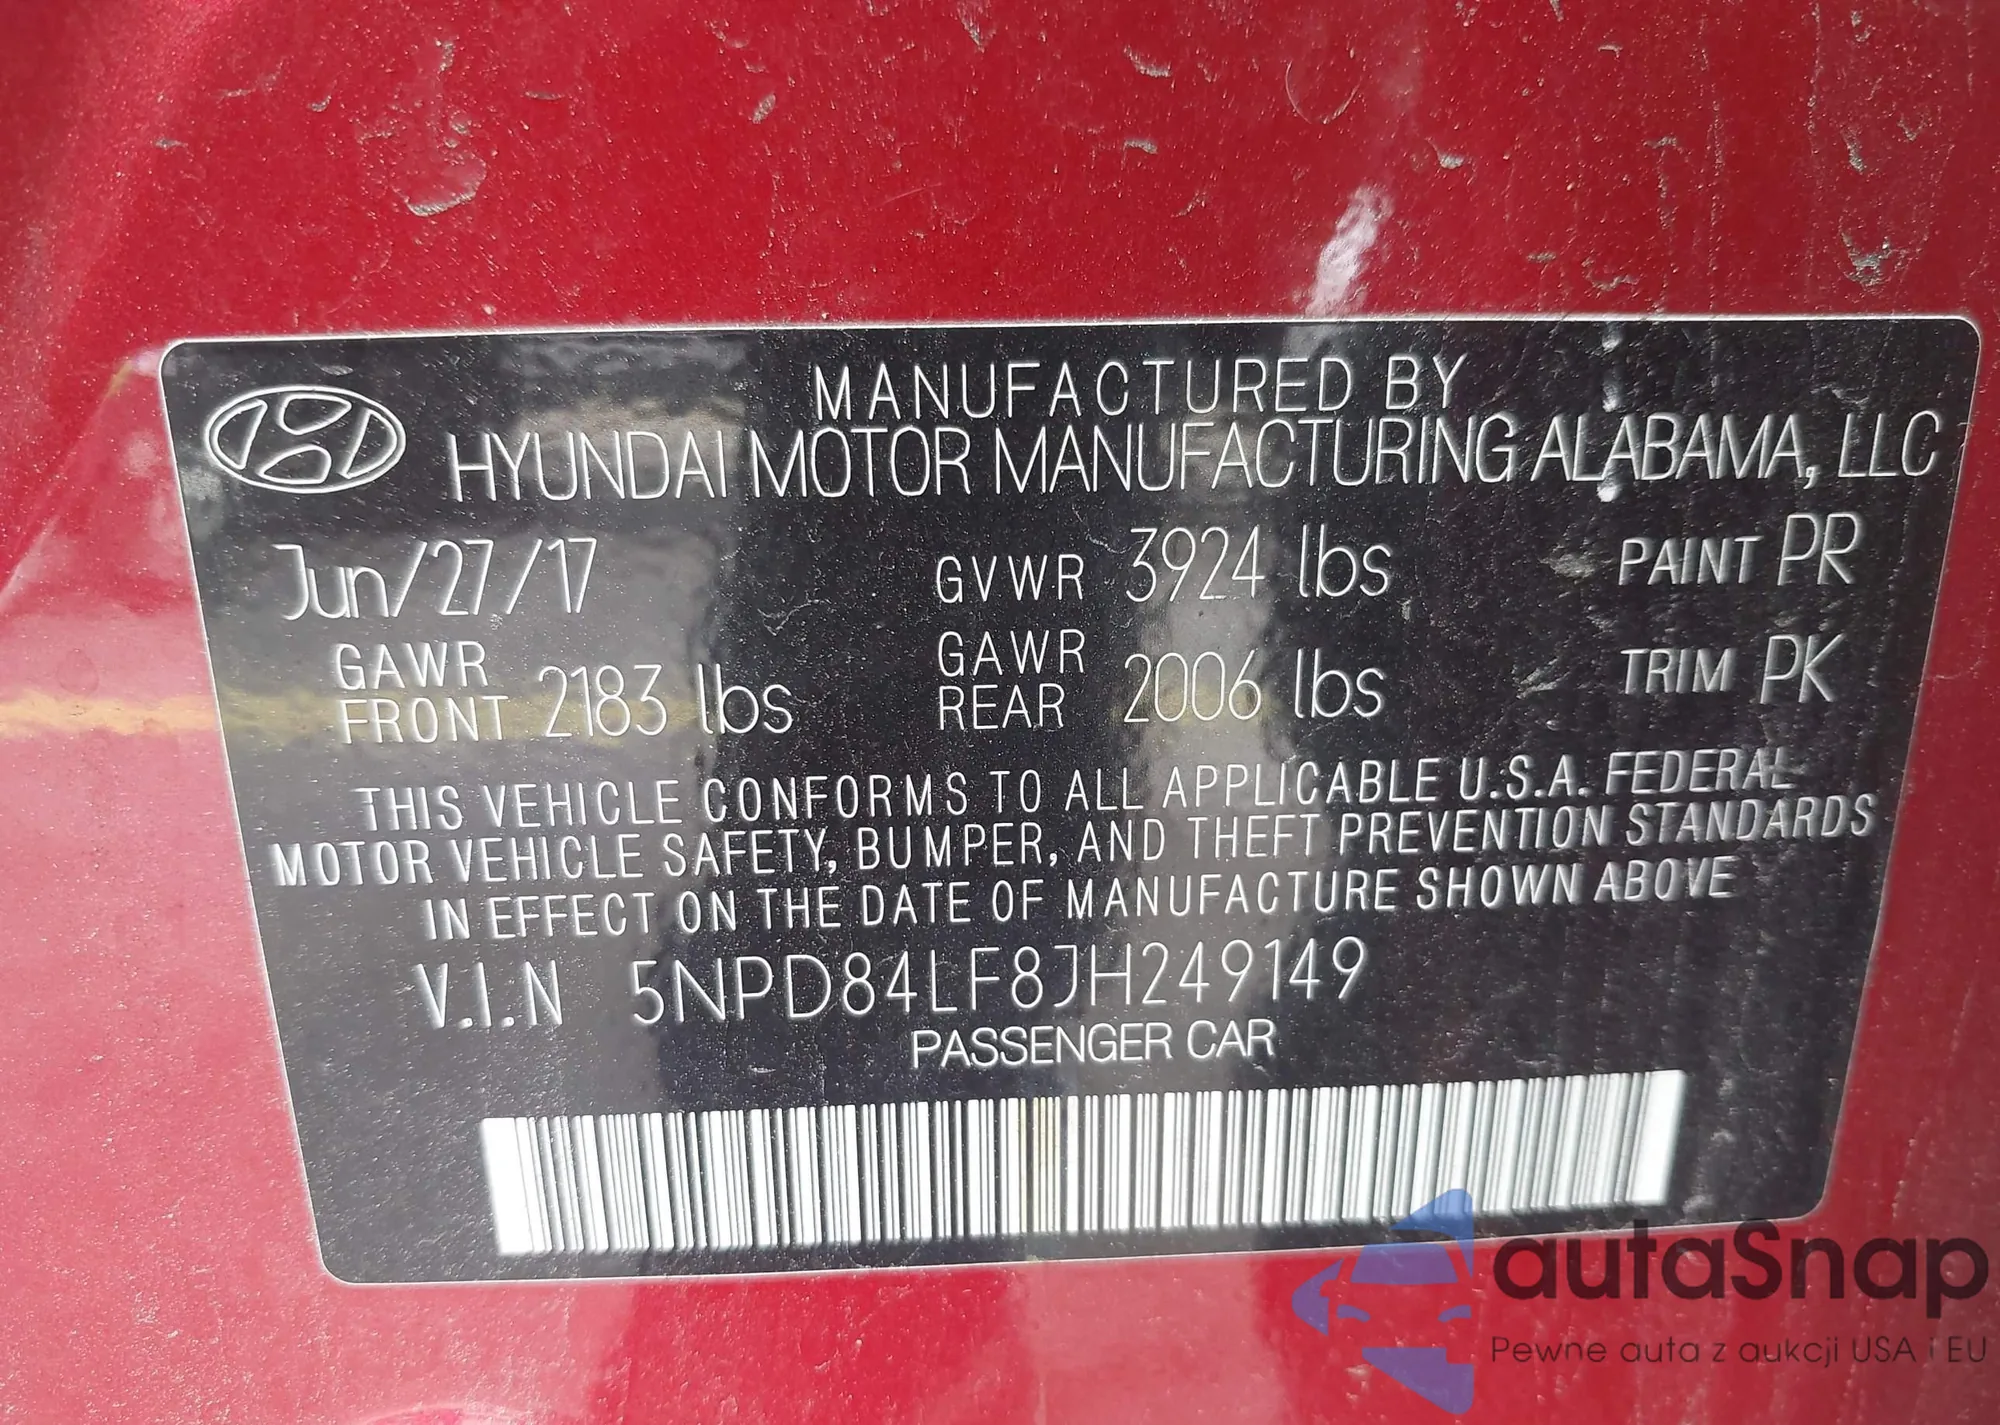 MANUFACTURED BY
HYUNDAI MOTOR MANUFACTURING ALABAMA, LLC
Jun/27/17 GVWR 3924 lbs PAINT PR
GAWR FRONT 2183 lbs GAWR REAR 2006 lbs TRIM PK
THIS VEHICLE CONFORMS TO ALL APPLICABLE U.S.A. FEDERAL
MOTOR VEHICLE SAFETY, BUMPER, AND THEFT PREVENTION STANDARDS
IN EFFECT ON THE DATE OF MANUFACTURE SHOWN ABOVE
V.I.N 5NPD84LF8JH249149
PASSENGER CAR
autaSnap
Pewne auta z aukcji USA i EU